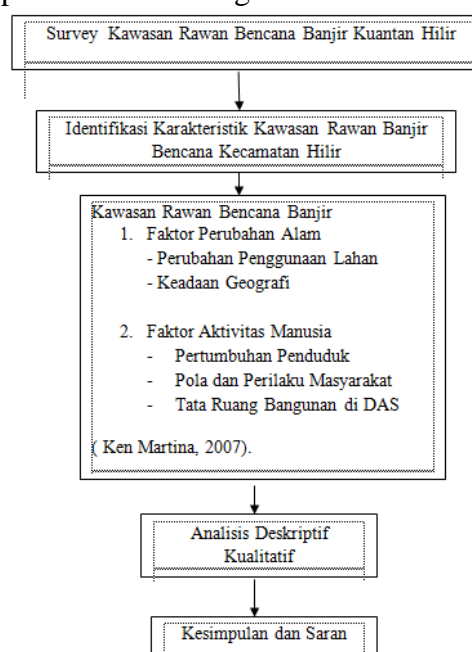 Survey Kawasan Rawan Bencana Banjir Kuantan Hilir
Identifikasi Karakteristik Kawasan Rawan Banjir
Bencana Kecamatan Hilir
Kawasan Rawan Bencana Banjir
1. Faktor Perubahan Alam
- Perubahan Penggunaan Lahan
- Keadaan Geografi
2. Faktor Aktivitas Manusia
- Pertumbuhan Penduduk
- Pola dan Perilaku Masyarakat
- Tata Ruang Bangunan di DAS
( Ken Martina, 2007).
Analisis Deskriptif
Kualitatif
Kesimpulan dan Saran